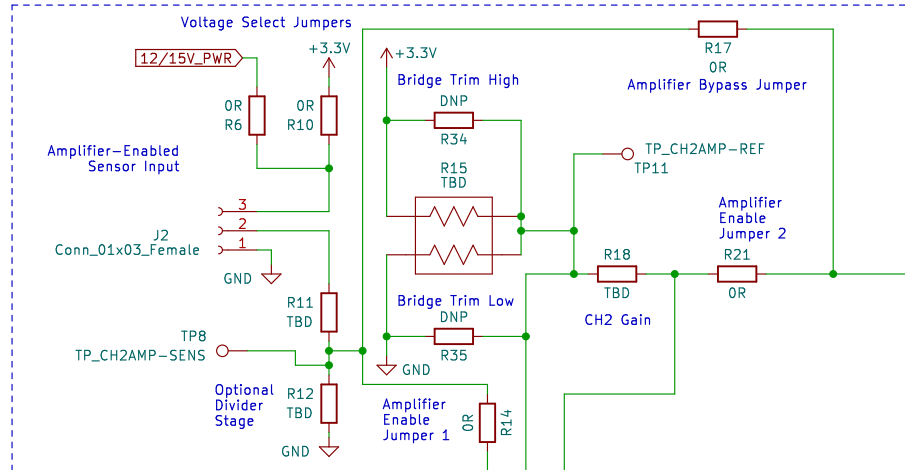 Voltage Select Jumpers
12/15V_PWR
+3.3V
+3.3V
R17
0R
Amplifier Bypass Jumper
0R
R6
0R
R10
Bridge Trim High
DNP
R34
Amplifier-Enabled
Sensor Input
R15
TBD
TP_CH2AMP-REF
TP11
3
2
1
J2
Conn_01x03_Female
GND
Amplifier
Enable
Jumper 2
R18
TBD
CH2 Gain
R21
0R
R11
TBD
Bridge Trim Low
DNP
R35
GND
TP8
TP_CH2AMP-SENS
Optional
Divider
Stage
R12
TBD
GND
Amplifier
Enable
Jumper 1
0R
R14